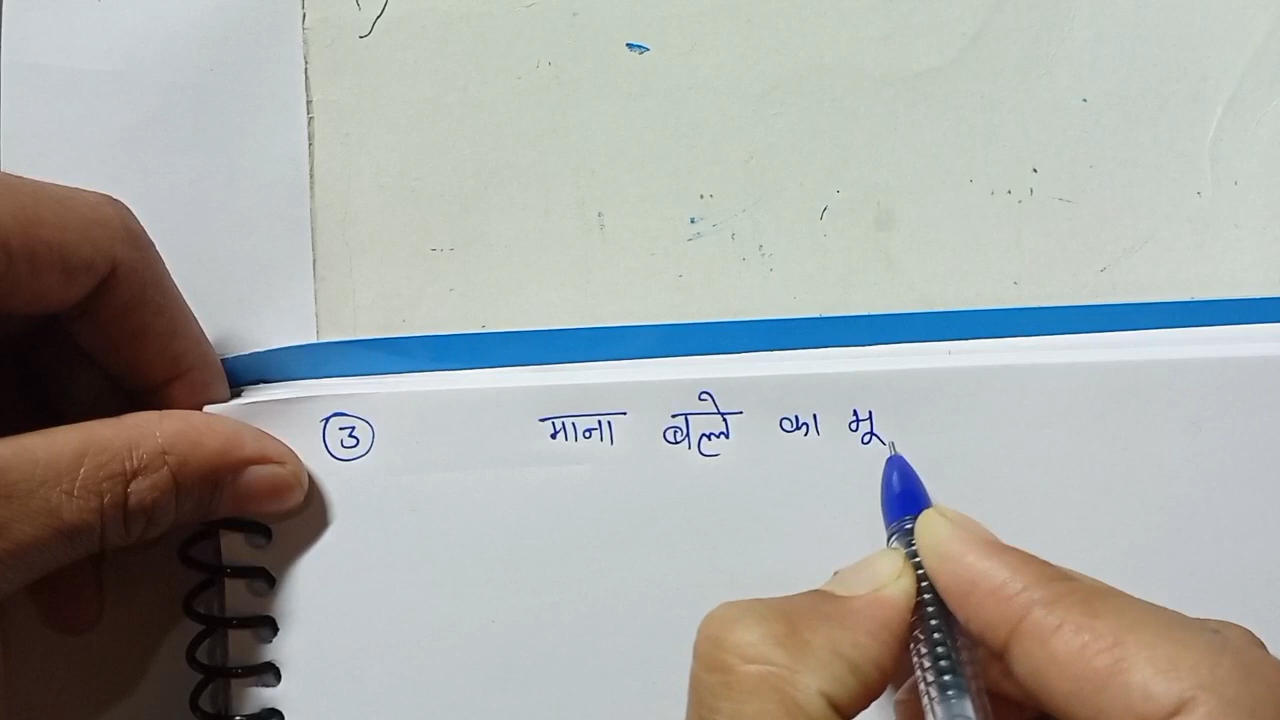 ③ माना बल्ले का मू